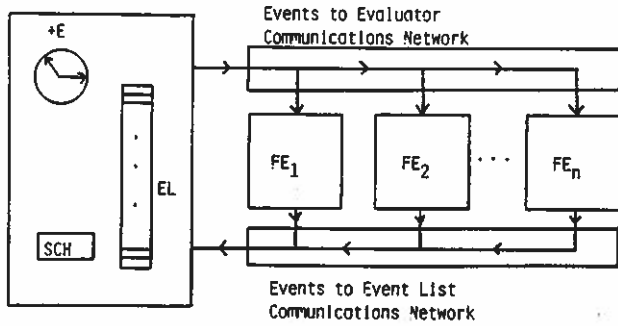 Events to Evaluator
Communications Network
+E
EL
SCH
FE1
FE2
...
FEn
Events to Event List
Communications Network